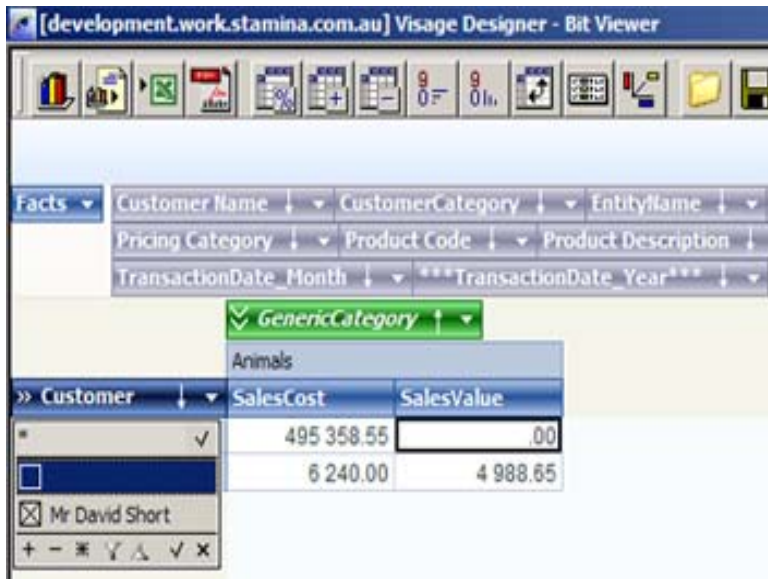 [development.work.stamina.com.au] Visage Designer - Bit Viewer
Facts Customer Name CustomerCategory EntityName
Pricing Category Product Code Product Description
TransactionDate_Month ***TransactionDate_Year***
GenericCategory
Animals
» Customer SalesCost SalesValue
* 495 358.55 .00
6 240.00 4 988.65
Mr David Short